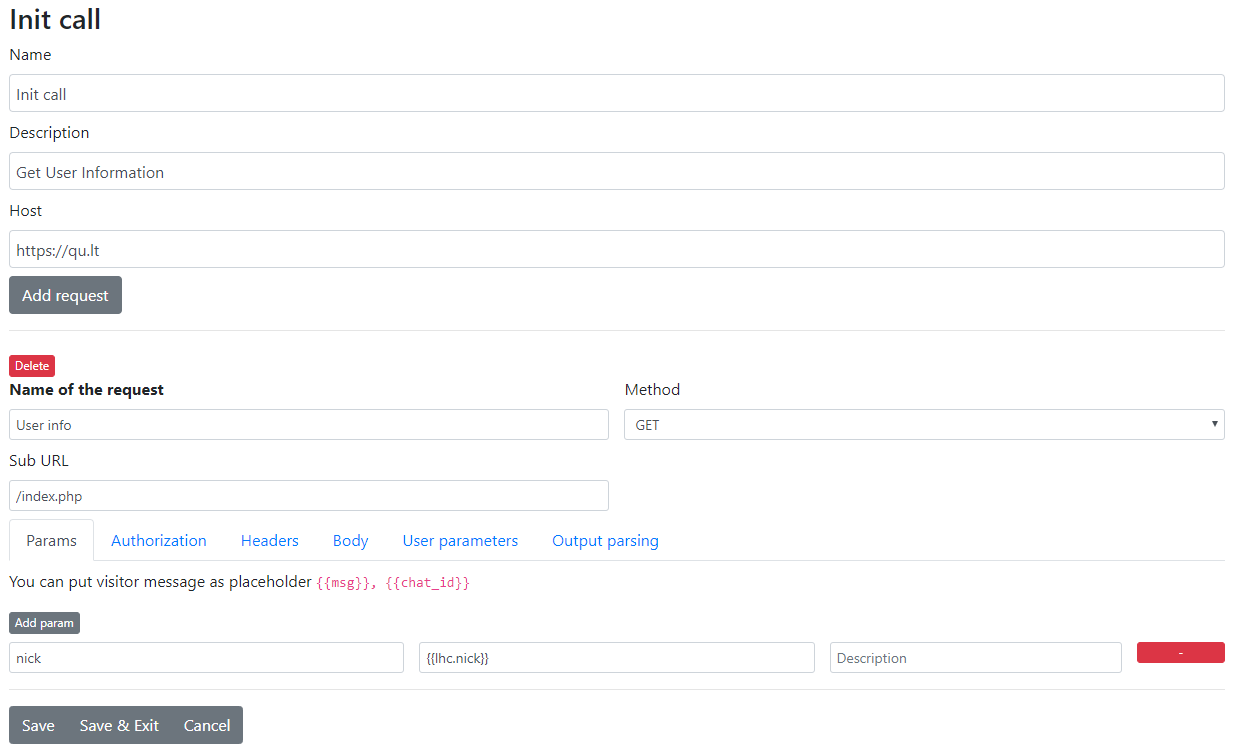 Init call
Name
Init call
Description
Get User Information
Host
https://qu.lt
Add request
Delete
Name of the request Method
User info GET
Sub URL
/index.php
Params Authorization Headers Body User parameters Output parsing
You can put visitor message as placeholder {{msg}}, {{chat_id}}
Add param
nick {{lhc.nick}} Description -
Save Save & Exit Cancel